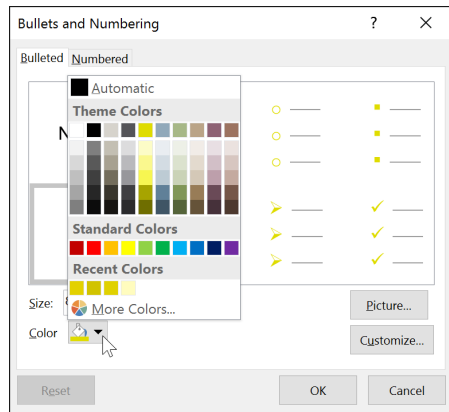 Bullets and Numbering ?
Bulleted Numbered
Automatic
Theme Colors
N
Standard Colors
Recent Colors
More Colors...
Size: 8
Color
Picture...
Customize...
Reset OK Cancel